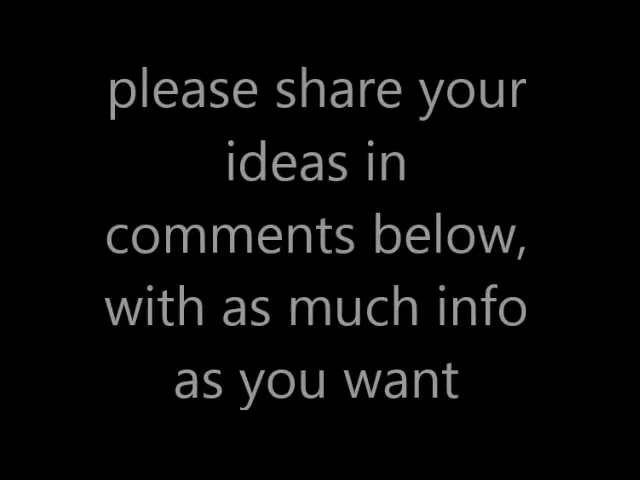 please share your
ideas in
comments below,
with as much info
as you want